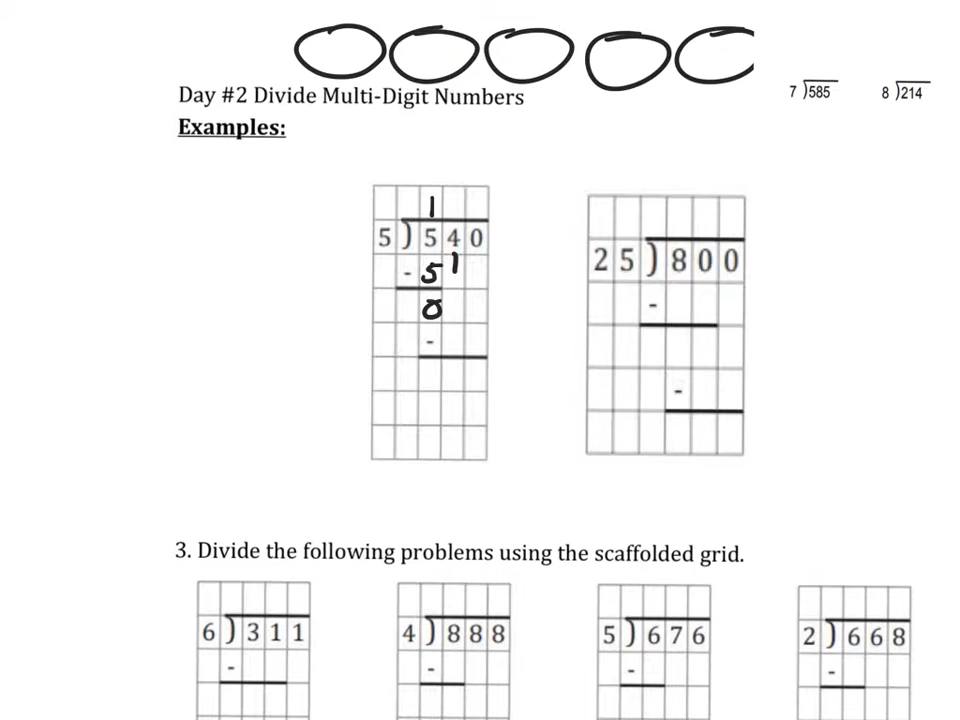 Day #2 Divide Multi-Digit Numbers
7 )585 8 )214
Examples:
1
5 ) 5 4 0
- 5 1
0
-
2 5 ) 8 0 0
-
-
3. Divide the following problems using the scaffolded grid.
6 ) 3 1 1 4 ) 8 8 8 5 ) 6 7 6 2 ) 6 6 8
- - - -